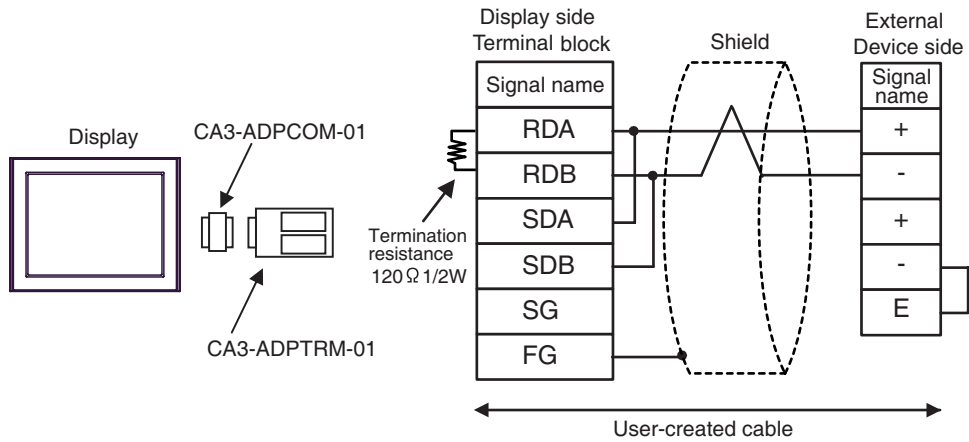 Display
CA3-ADPCOM-01
CA3-ADPTRM-01
Display side
Terminal block
Signal name
RDA
RDB
SDA
SDB
SG
FG
Termination
resistance
120Ω1/2W
Shield
External
Device side
Signal
name
+
-
+
-
E
User-created cable